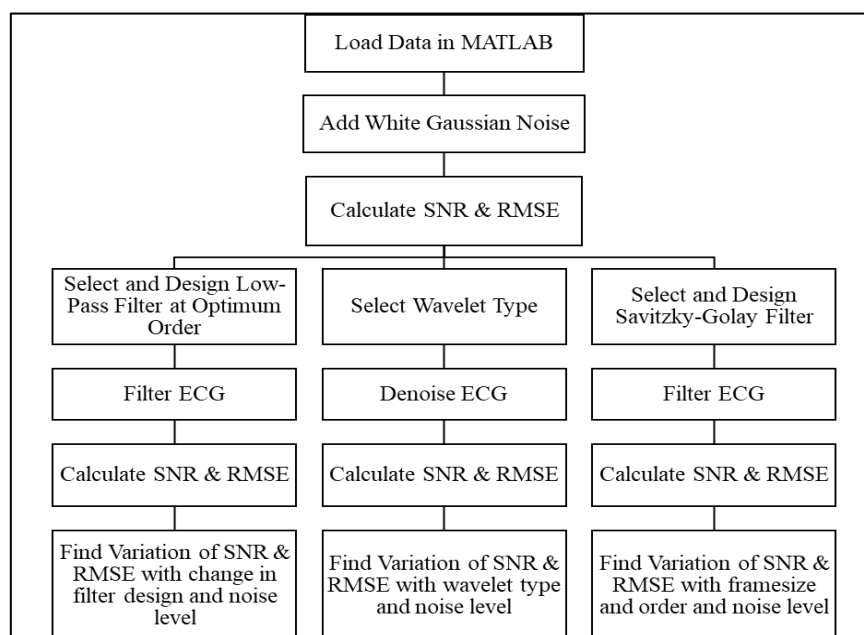 Load Data in MATLAB
Add White Gaussian Noise
Calculate SNR & RMSE
Select and Design Low-
Pass Filter at Optimum
Order
Filter ECG
Calculate SNR & RMSE
Find Variation of SNR &
RMSE with change in
filter design and noise
level
Select Wavelet Type
Denoise ECG
Calculate SNR & RMSE
Find Variation of SNR &
RMSE with wavelet type
and noise level
Select and Design
Savitzky-Golay Filter
Filter ECG
Calculate SNR & RMSE
Find Variation of SNR &
RMSE with framesize
and order and noise level